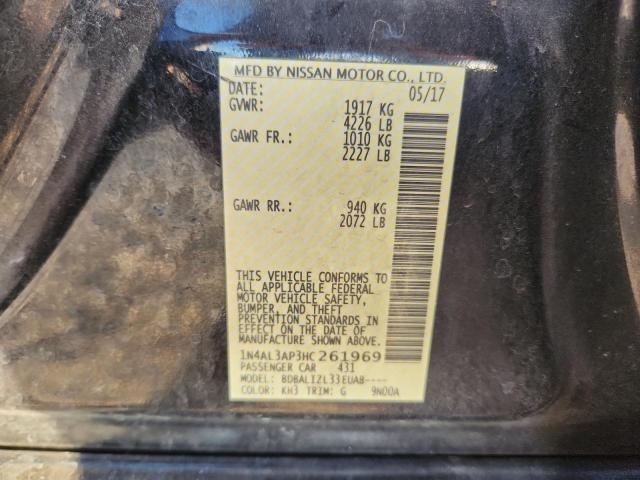 MFD BY NISSAN MOTOR CO., LTD.
DATE: 05/17
GVWR: 1917 KG
4226 LB
GAWR FR.: 1010 KG
2227 LB
GAWR RR.: 940 KG
2072 LB
THIS VEHICLE CONFORMS TO
ALL APPLICABLE FEDERAL
MOTOR VEHICLE SAFETY,
BUMPER, AND THEFT
PREVENTION STANDARDS IN
EFFECT ON THE DATE OF
MANUFACTURE SHOWN ABOVE.
1N4AL3AP3HC261969
PASSENGER CAR 431
MODEL: BDBALIZL33EUAB----
COLOR: KH3 TRIM: G 9N00A